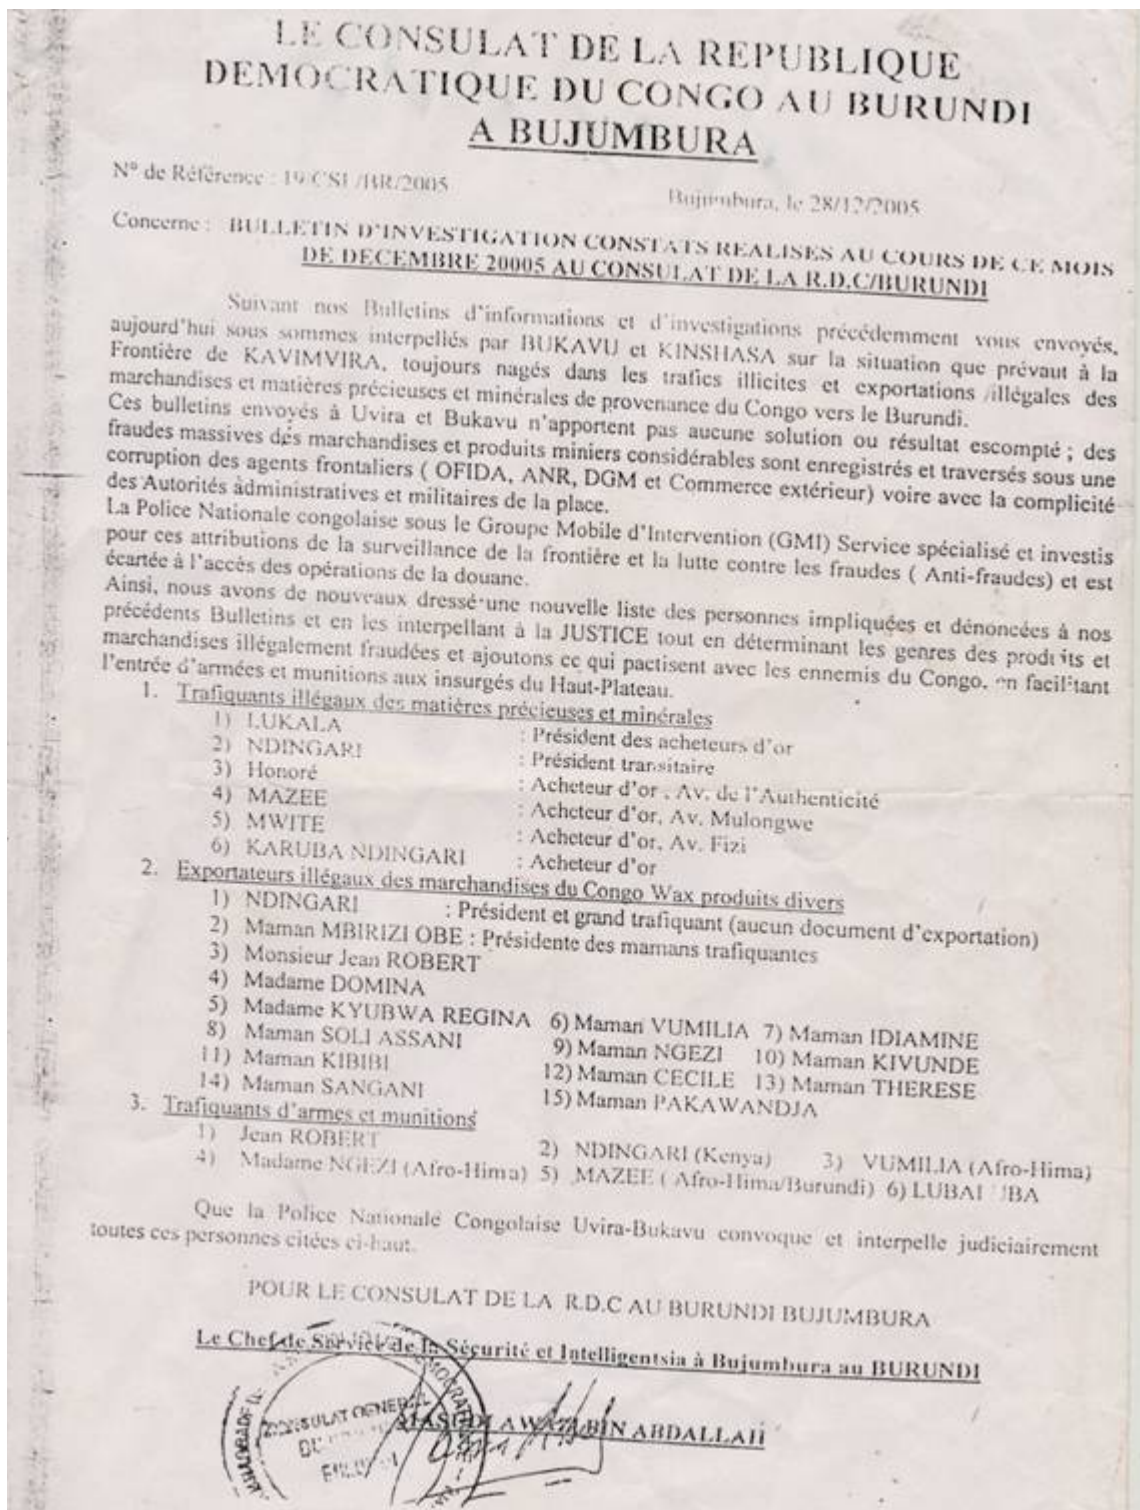 LE CONSULAT DE LA REPUBLIQUE
DEMOCRATIQUE DU CONGO AU BURUNDI
A BUJUMBURA
N° de Référence : 19/CSL/BR/2005
Bujumbura, le 28/12/2005
Concerne : BULLETIN D'INVESTIGATION CONSTATS REALISES AU COURS DE CE MOIS
DE DECEMBRE 20005 AU CONSULAT DE LA R.D.C/BURUNDI
Suivant nos Bulletins d'informations et d'investigations précédemment vous envoyés,
aujourd'hui sous sommes interpellés par BUKAVU et KINSHASA sur la situation que prévaut à la
Frontière de KAVIMVIRA, toujours nagés dans les trafics illicites et exportations illégales des
marchandises et matières précieuses et minérales de provenance du Congo vers le Burundi.
Ces bulletins envoyés à Uvira et Bukavu n'apportent pas aucune solution ou résultat escompté ; des
fraudes massives des marchandises et produits miniers considérables sont enregistrés et traversés sous une
corruption des agents frontaliers ( OFIDA, ANR, DGM et Commerce extérieur) voire avec la complicité
des Autorités administratives et militaires de la place.
La Police Nationale congolaise sous le Groupe Mobile d'Intervention (GMI) Service spécialisé et investis
pour ces attributions de la surveillance de la frontière et la lutte contre les fraudes ( Anti-fraudes) et est
écartée à l'accès des opérations de la douane.
Ainsi, nous avons de nouveaux dressé une nouvelle liste des personnes impliquées et dénoncées à nos
précédents Bulletins et en les interpellant à la JUSTICE tout en déterminant les genres des produits et
marchandises illégalement fraudées et ajoutons ce qui pactisent avec les ennemis du Congo, en facilitant
l'entrée d'armées et munitions aux insurgés du Haut-Plateau.
1. Trafiquants illégaux des matières précieuses et minérales
1) LUKALA : Président des acheteurs d'or
2) NDINGARI : Président transitaire
3) Honoré : Acheteur d'or , Av. de l'Authenticité
4) MAZEE : Acheteur d'or, Av. Mulongwe
5) MWITE : Acheteur d'or, Av. Fizi
6) KARUBA NDINGARI : Acheteur d'or
2. Exportateurs illégaux des marchandises du Congo Wax produits divers
1) NDINGARI : Président et grand trafiquant (aucun document d'exportation)
2) Maman MBIRIZI OBE : Présidente des mamans trafiquantes
3) Monsieur Jean ROBERT
4) Madame DOMINA
5) Madame KYUBWA REGINA 6) Maman VUMILIA 7) Maman IDIAMINE
8) Maman SOLI ASSANI 9) Maman NGEZI 10) Maman KIVUNDE
11) Maman KIBIBI 12) Maman CECILE 13) Maman THERESE
14) Maman SANGANI 15) Maman PAKAWANDJA
3. Trafiquants d'armes et munitions
1) Jean ROBERT 2) NDINGARI (Kenya) 3) VUMILIA (Afro-Hima)
4) Madame NGEZI (Afro-Hima) 5) MAZEE ( Afro-Hima/Burundi) 6)
Que la Police Nationale Congolaise Uvira-Bukavu convoque et interpelle judiciairement
toutes ces personnes citées ci-haut.
POUR LE CONSULAT DE LA R.D.C AU BURUNDI BUJUMBURA
Le Chef de Service de la Sécurité et Intelligentsia à Bujumbura au BURUNDI
BIN ABDALLAH
CONSULAT GENERAL